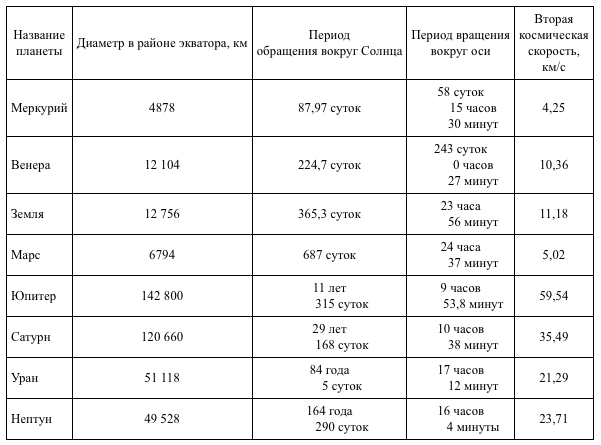 Название планеты | Диаметр в районе экватора, км | Период обращения вокруг Солнца | Период вращения вокруг оси | Вторая космическая скорость, км/с
Меркурий | 4878 | 87,97 суток | 58 суток 15 часов 30 минут | 4,25
Венера | 12 104 | 224,7 суток | 243 суток 0 часов 27 минут | 10,36
Земля | 12 756 | 365,3 суток | 23 часа 56 минут | 11,18
Марс | 6794 | 687 суток | 24 часа 37 минут | 5,02
Юпитер | 142 800 | 11 лет 315 суток | 9 часов 53,8 минут | 59,54
Сатурн | 120 660 | 29 лет 168 суток | 10 часов 38 минут | 35,49
Уран | 51 118 | 84 года 5 суток | 17 часов 12 минут | 21,29
Нептун | 49 528 | 164 года 290 суток | 16 часов 4 минуты | 23,71